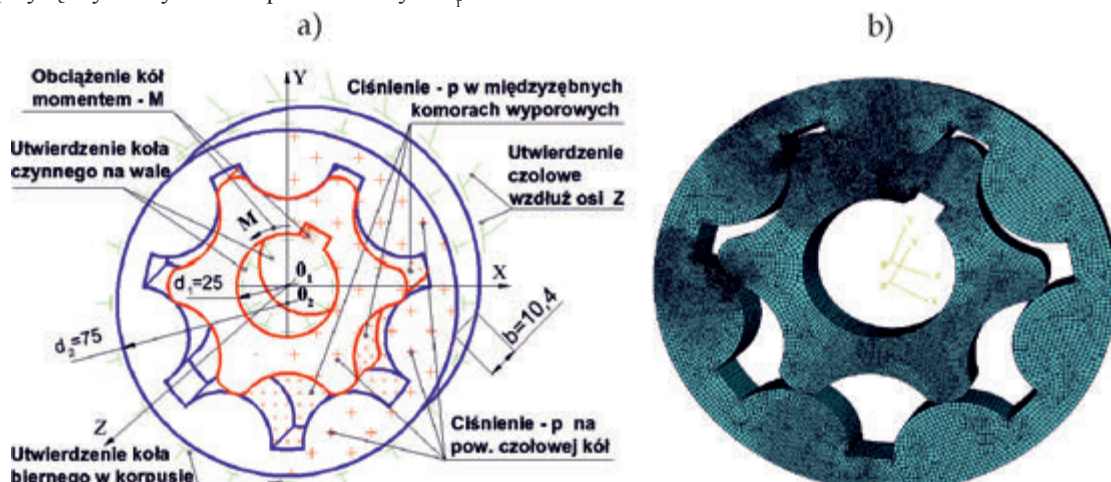 a)
b)
Obciążenie kół
momentem - M
Y
Ciśnienie - p w międzyzębnych
komorach wyporowych
Utwierdzenie koła
czynnego na wale
Utwierdzenie
czolowe
wzdłuż osi Z
M
X
d₁=25
0₁
0₂
b=10,4
d₂=75
Z
Ciśnienie - p na
pow. czołowej kół
Utwierdzenie koła
biernego w korpusie